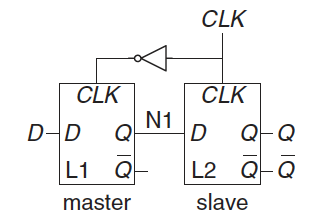 CLK
CLK CLK
D D Q N1 D Q Q
L1 Q̅ L2 Q̅ Q̅
master slave